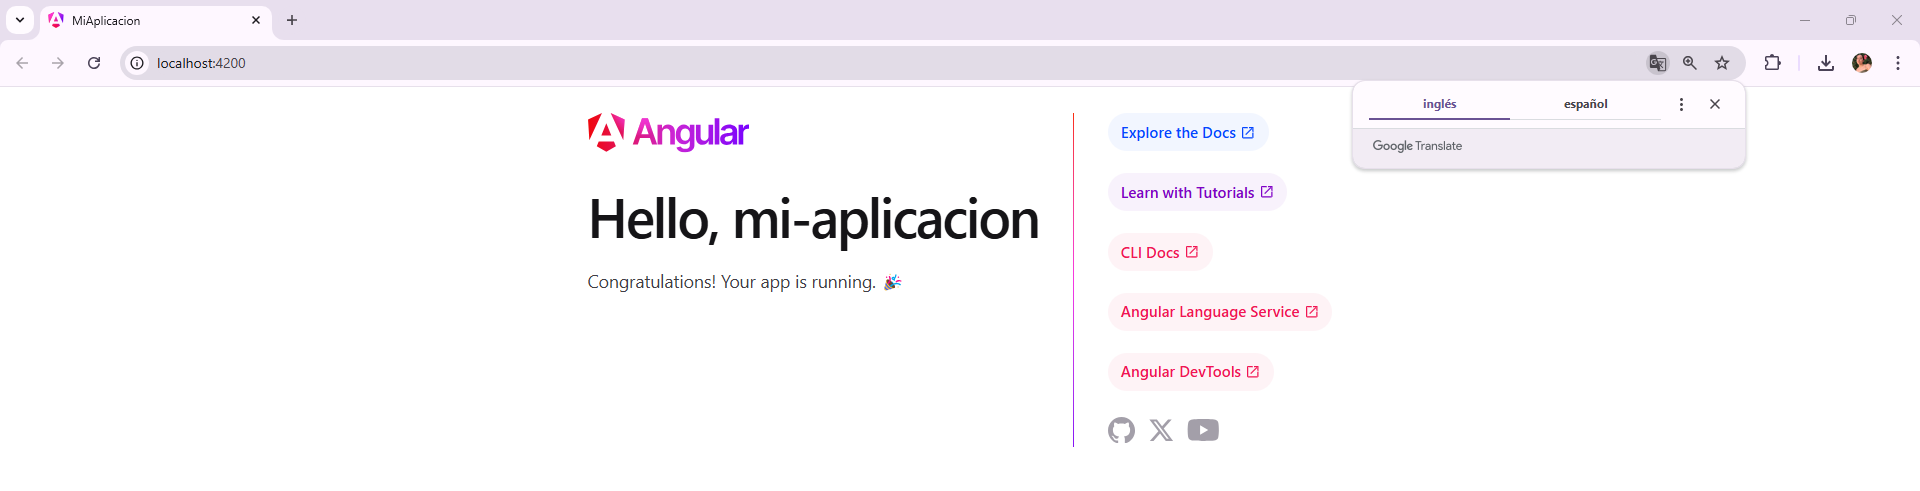 MiAplicacion
localhost:4200
inglés español
Google Translate
Angular
Hello, mi-aplicacion
Congratulations! Your app is running. 🎉
Explore the Docs
Learn with Tutorials
CLI Docs
Angular Language Service
Angular DevTools